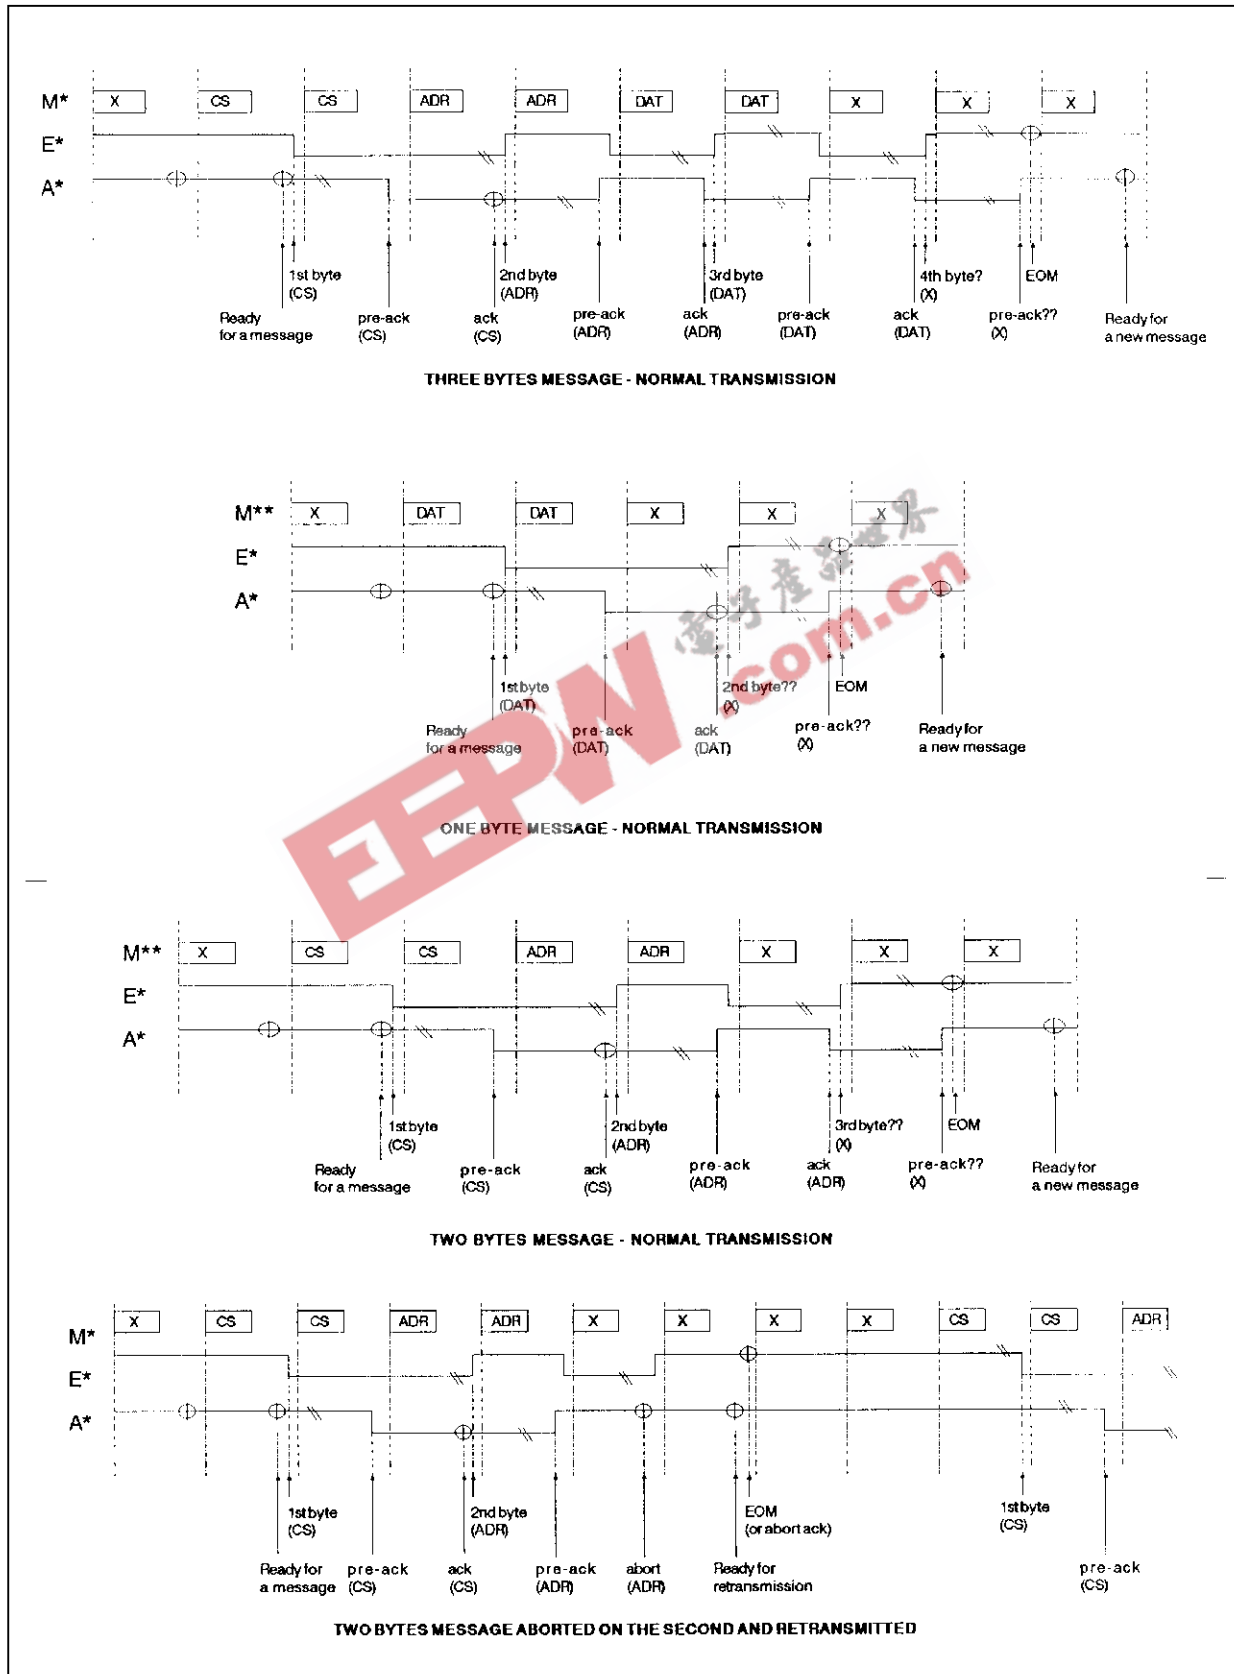 M* X CS CS ADR ADR DAT DAT X X X
E*
A*
1st byte 2nd byte 3rd byte 4th byte? EOM
(CS) (ADR) (DAT) (X)
Ready pre-ack ack pre-ack ack pre-ack ack pre-ack?? Ready for
for a message (CS) (CS) (ADR) (ADR) (DAT) (DAT) (X) a new message
THREE BYTES MESSAGE - NORMAL TRANSMISSION
M** X DAT DAT X X X
E*
A*
1st byte 2nd byte?? EOM
(DAT) (X)
Ready pre-ack ack pre-ack?? Ready for
for a message (DAT) (DAT) (X) a new message
電子產品世界
EEPW.com.cn
ONE BYTE MESSAGE - NORMAL TRANSMISSION
M** X CS CS ADR ADR X X X
E*
A*
1st byte 2nd byte 3rd byte?? EOM
(CS) (ADR) (X)
Ready pre-ack ack pre-ack ack pre-ack?? Ready for
for a message (CS) (CS) (ADR) (ADR) (X) a new message
TWO BYTES MESSAGE - NORMAL TRANSMISSION
M* X CS CS ADR ADR X X X X CS CS ADR
E*
A*
1st byte 2nd byte EOM 1st byte
(CS) (ADR) (or abort ack) (CS)
Ready for pre-ack ack pre-ack abort Ready for pre-ack
a message (CS) (CS) (ADR) (ADR) retransmission (CS)
TWO BYTES MESSAGE ABORTED ON THE SECOND AND RETRANSMITTED